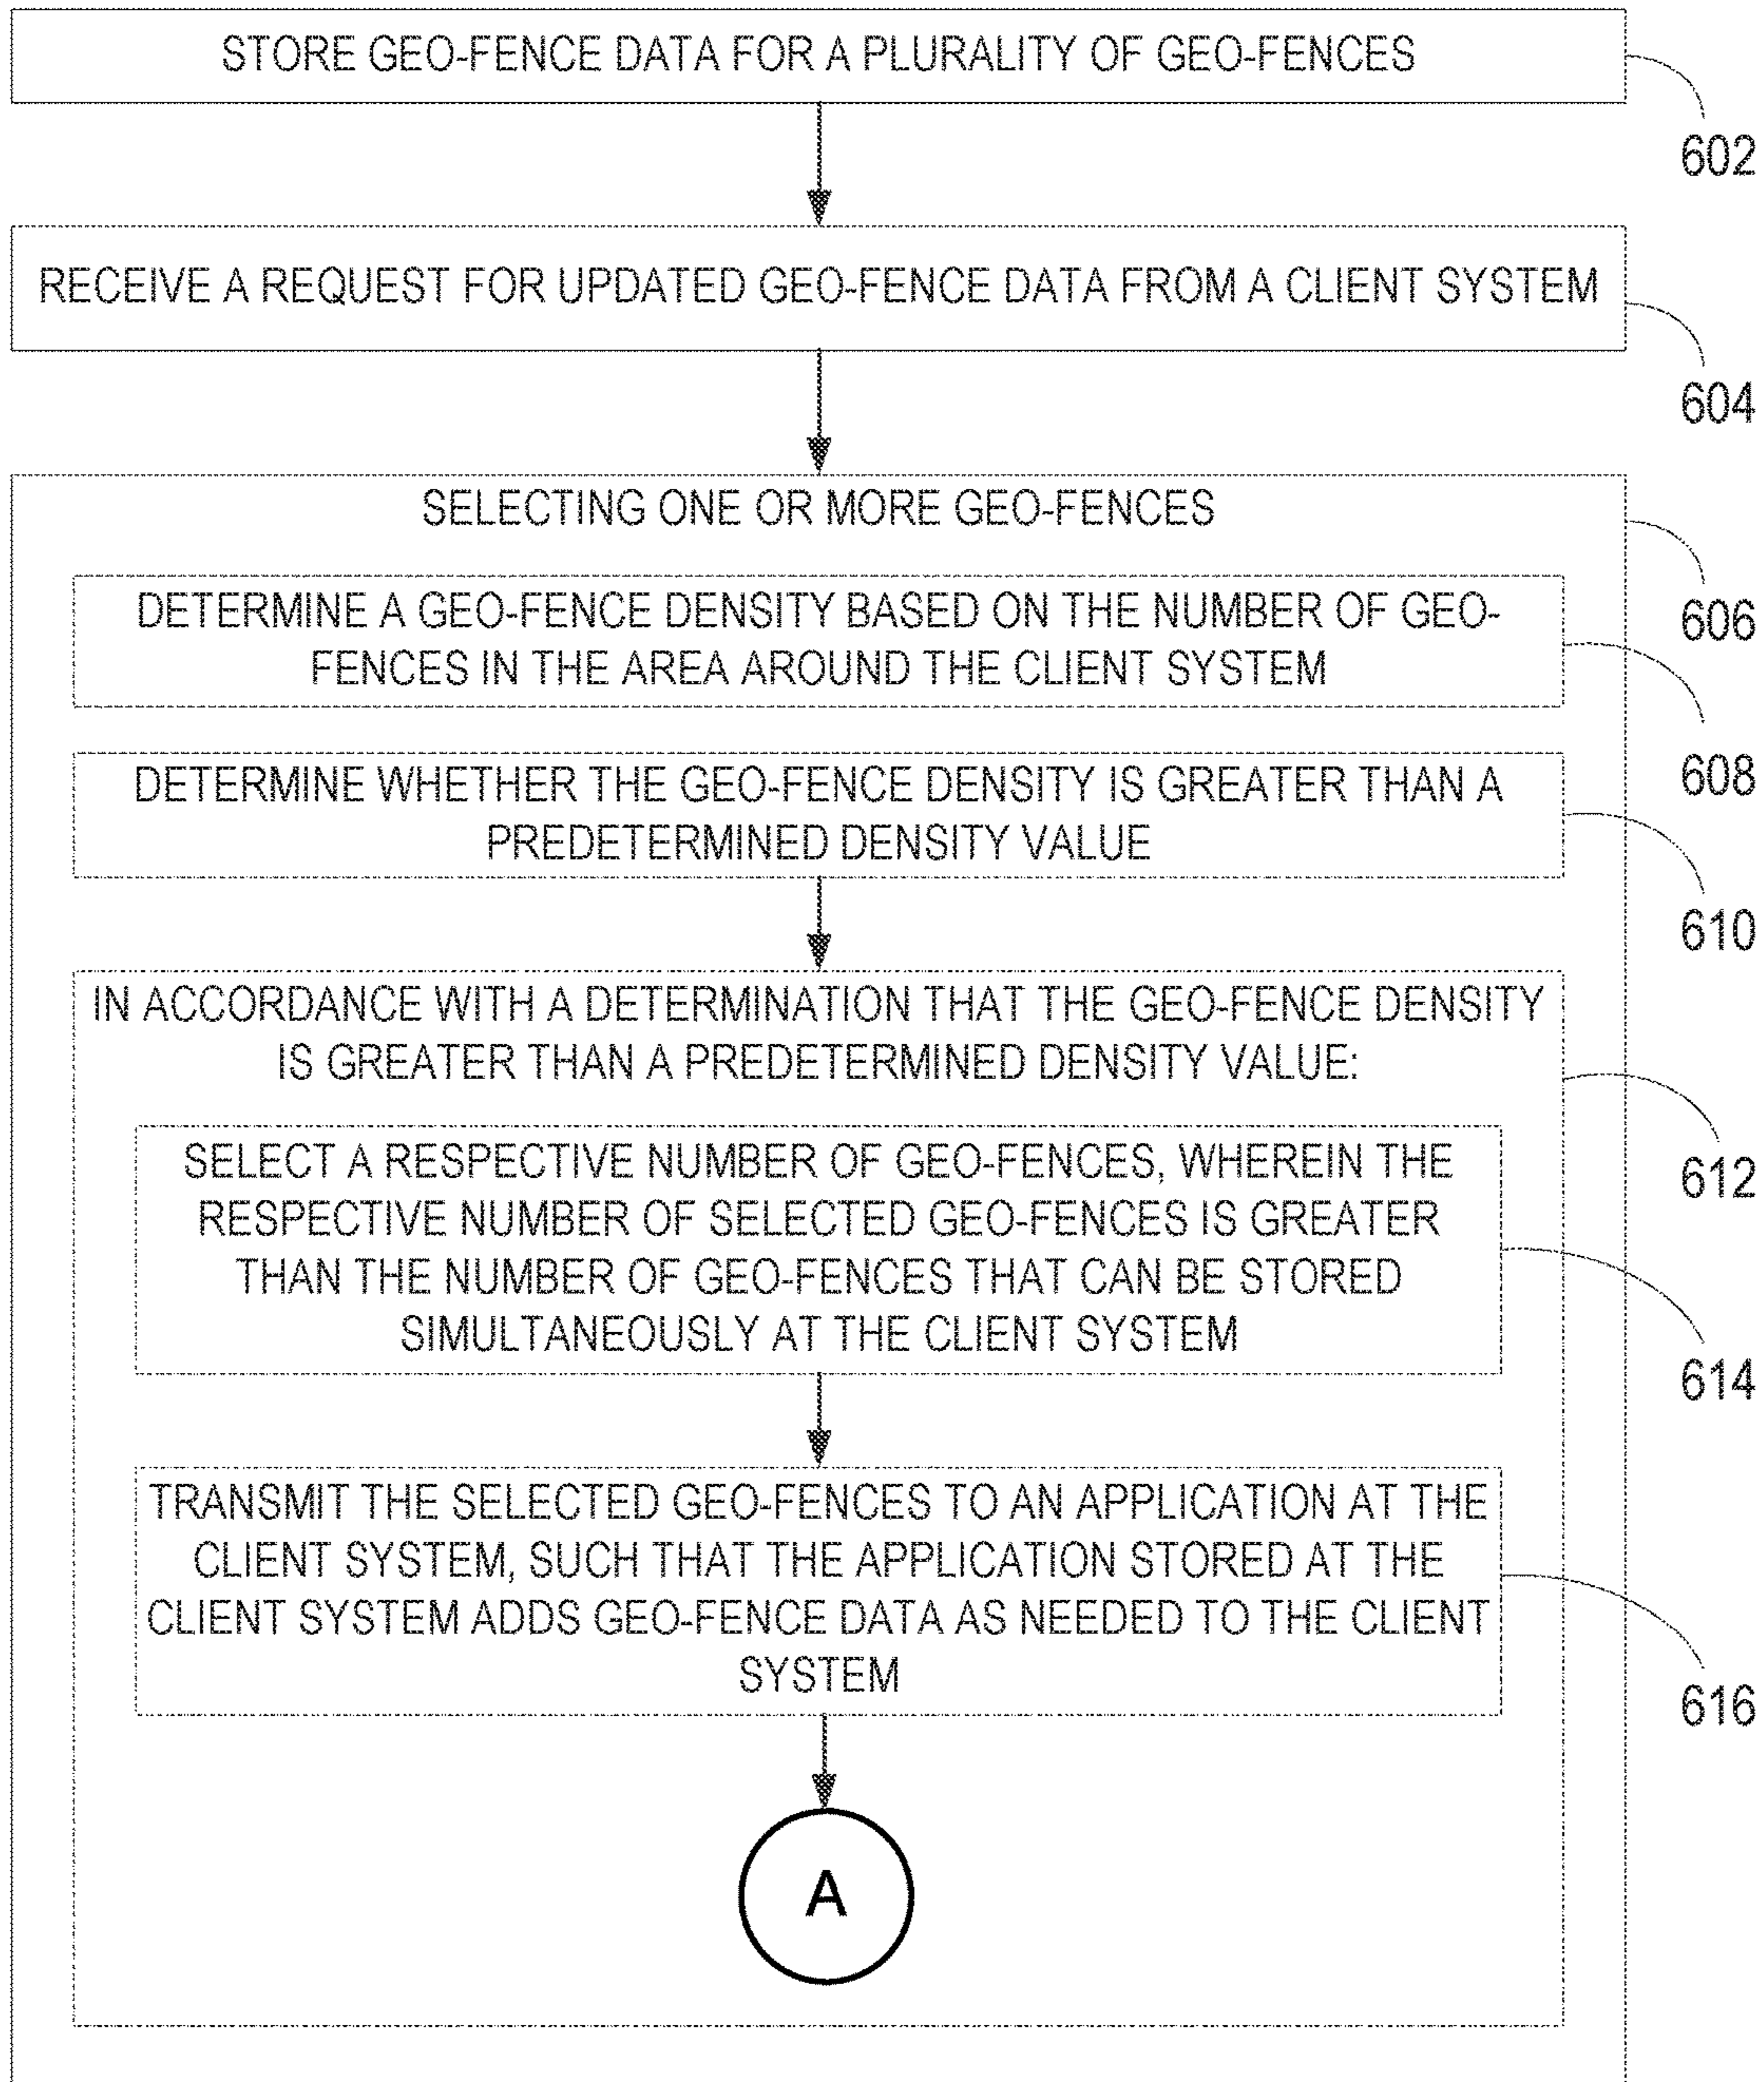 STORE GEO-FENCE DATA FOR A PLURALITY OF GEO-FENCES
602
RECEIVE A REQUEST FOR UPDATED GEO-FENCE DATA FROM A CLIENT SYSTEM
604
SELECTING ONE OR MORE GEO-FENCES
606
DETERMINE A GEO-FENCE DENSITY BASED ON THE NUMBER OF GEO-
FENCES IN THE AREA AROUND THE CLIENT SYSTEM
608
DETERMINE WHETHER THE GEO-FENCE DENSITY IS GREATER THAN A
PREDETERMINED DENSITY VALUE
610
IN ACCORDANCE WITH A DETERMINATION THAT THE GEO-FENCE DENSITY
IS GREATER THAN A PREDETERMINED DENSITY VALUE:
612
SELECT A RESPECTIVE NUMBER OF GEO-FENCES, WHEREIN THE
RESPECTIVE NUMBER OF SELECTED GEO-FENCES IS GREATER
THAN THE NUMBER OF GEO-FENCES THAT CAN BE STORED
SIMULTANEOUSLY AT THE CLIENT SYSTEM
614
TRANSMIT THE SELECTED GEO-FENCES TO AN APPLICATION AT THE
CLIENT SYSTEM, SUCH THAT THE APPLICATION STORED AT THE
CLIENT SYSTEM ADDS GEO-FENCE DATA AS NEEDED TO THE CLIENT
SYSTEM
616
A